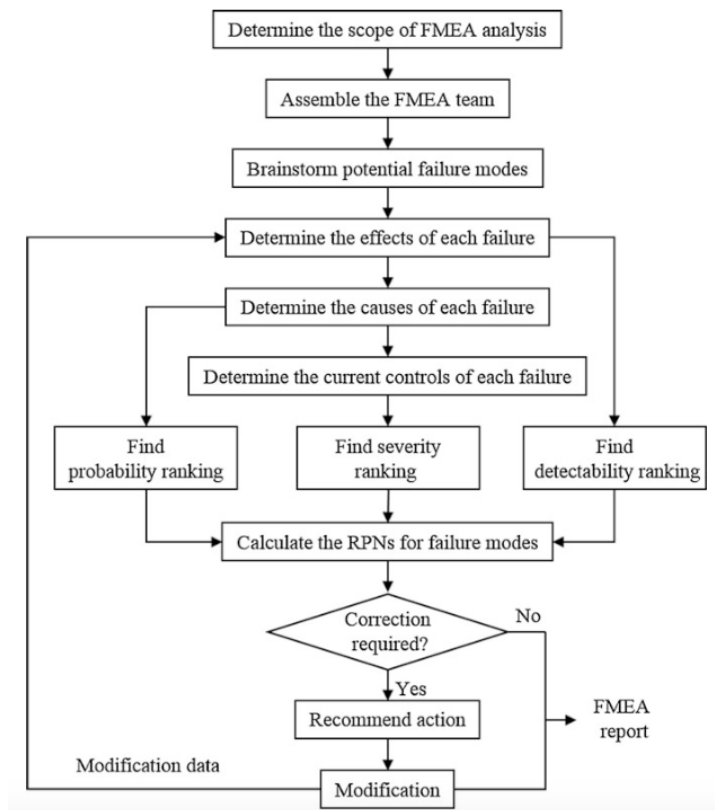 Determine the scope of FMEA analysis
Assemble the FMEA team
Brainstorm potential failure modes
Determine the effects of each failure
Determine the causes of each failure
Determine the current controls of each failure
Find
probability ranking
Find severity
ranking
Find
detectability ranking
Calculate the RPNs for failure modes
Correction
required?
No
Yes
Recommend action
FMEA
report
Modification data
Modification